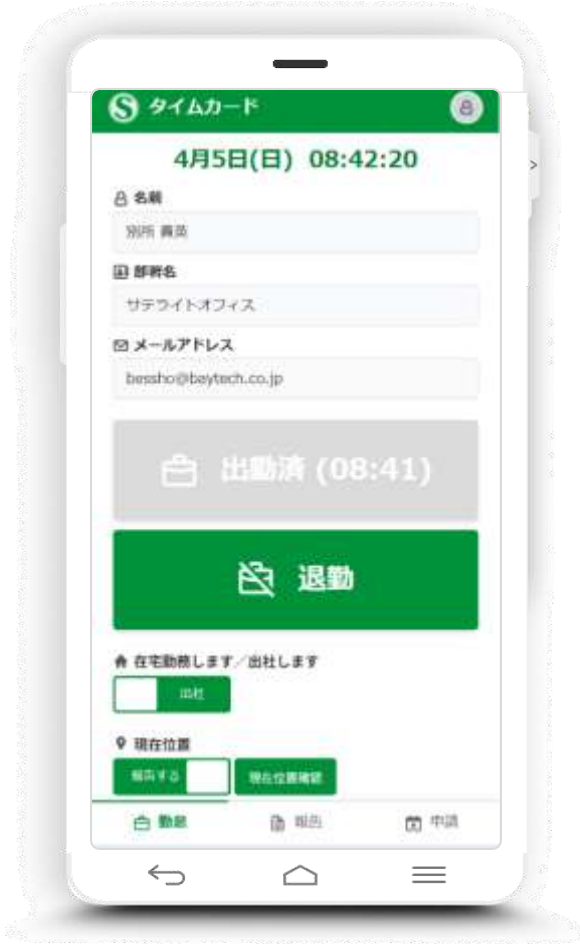 タイムカード
4月5日(日) 08:42:20
名前
別所 貴英
部署名
サテライトオフィス
メールアドレス
bessho@baytech.co.jp
出勤済 (08:41)
退勤
在宅勤務します／出社します
出社
現在位置
報告する
現在位置確認
勤怠
報告
申請